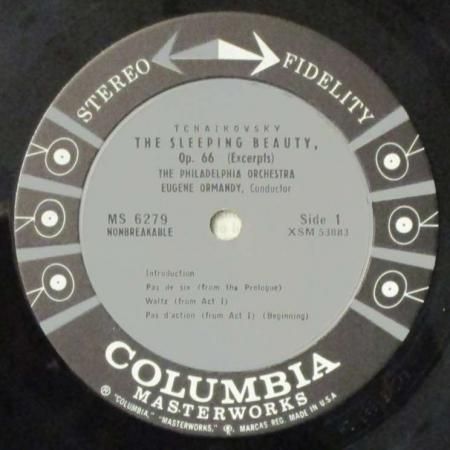 STEREO FIDELITY
TCHAIKOVSKY
THE SLEEPING BEAUTY,
Op. 66 (Excerpts)
THE PHILADELPHIA ORCHESTRA
EUGENE ORMANDY, Conductor
MS 6279
NONBREAKABLE
Side 1
XSM 53883
Introduction
Pas de six (from the Prologue)
Waltz (from Act I)
Pas d'action (from Act I) (Beginning)
COLUMBIA
MASTERWORKS
® "COLUMBIA," "MASTERWORKS," MARCAS REG. MADE IN U.S.A